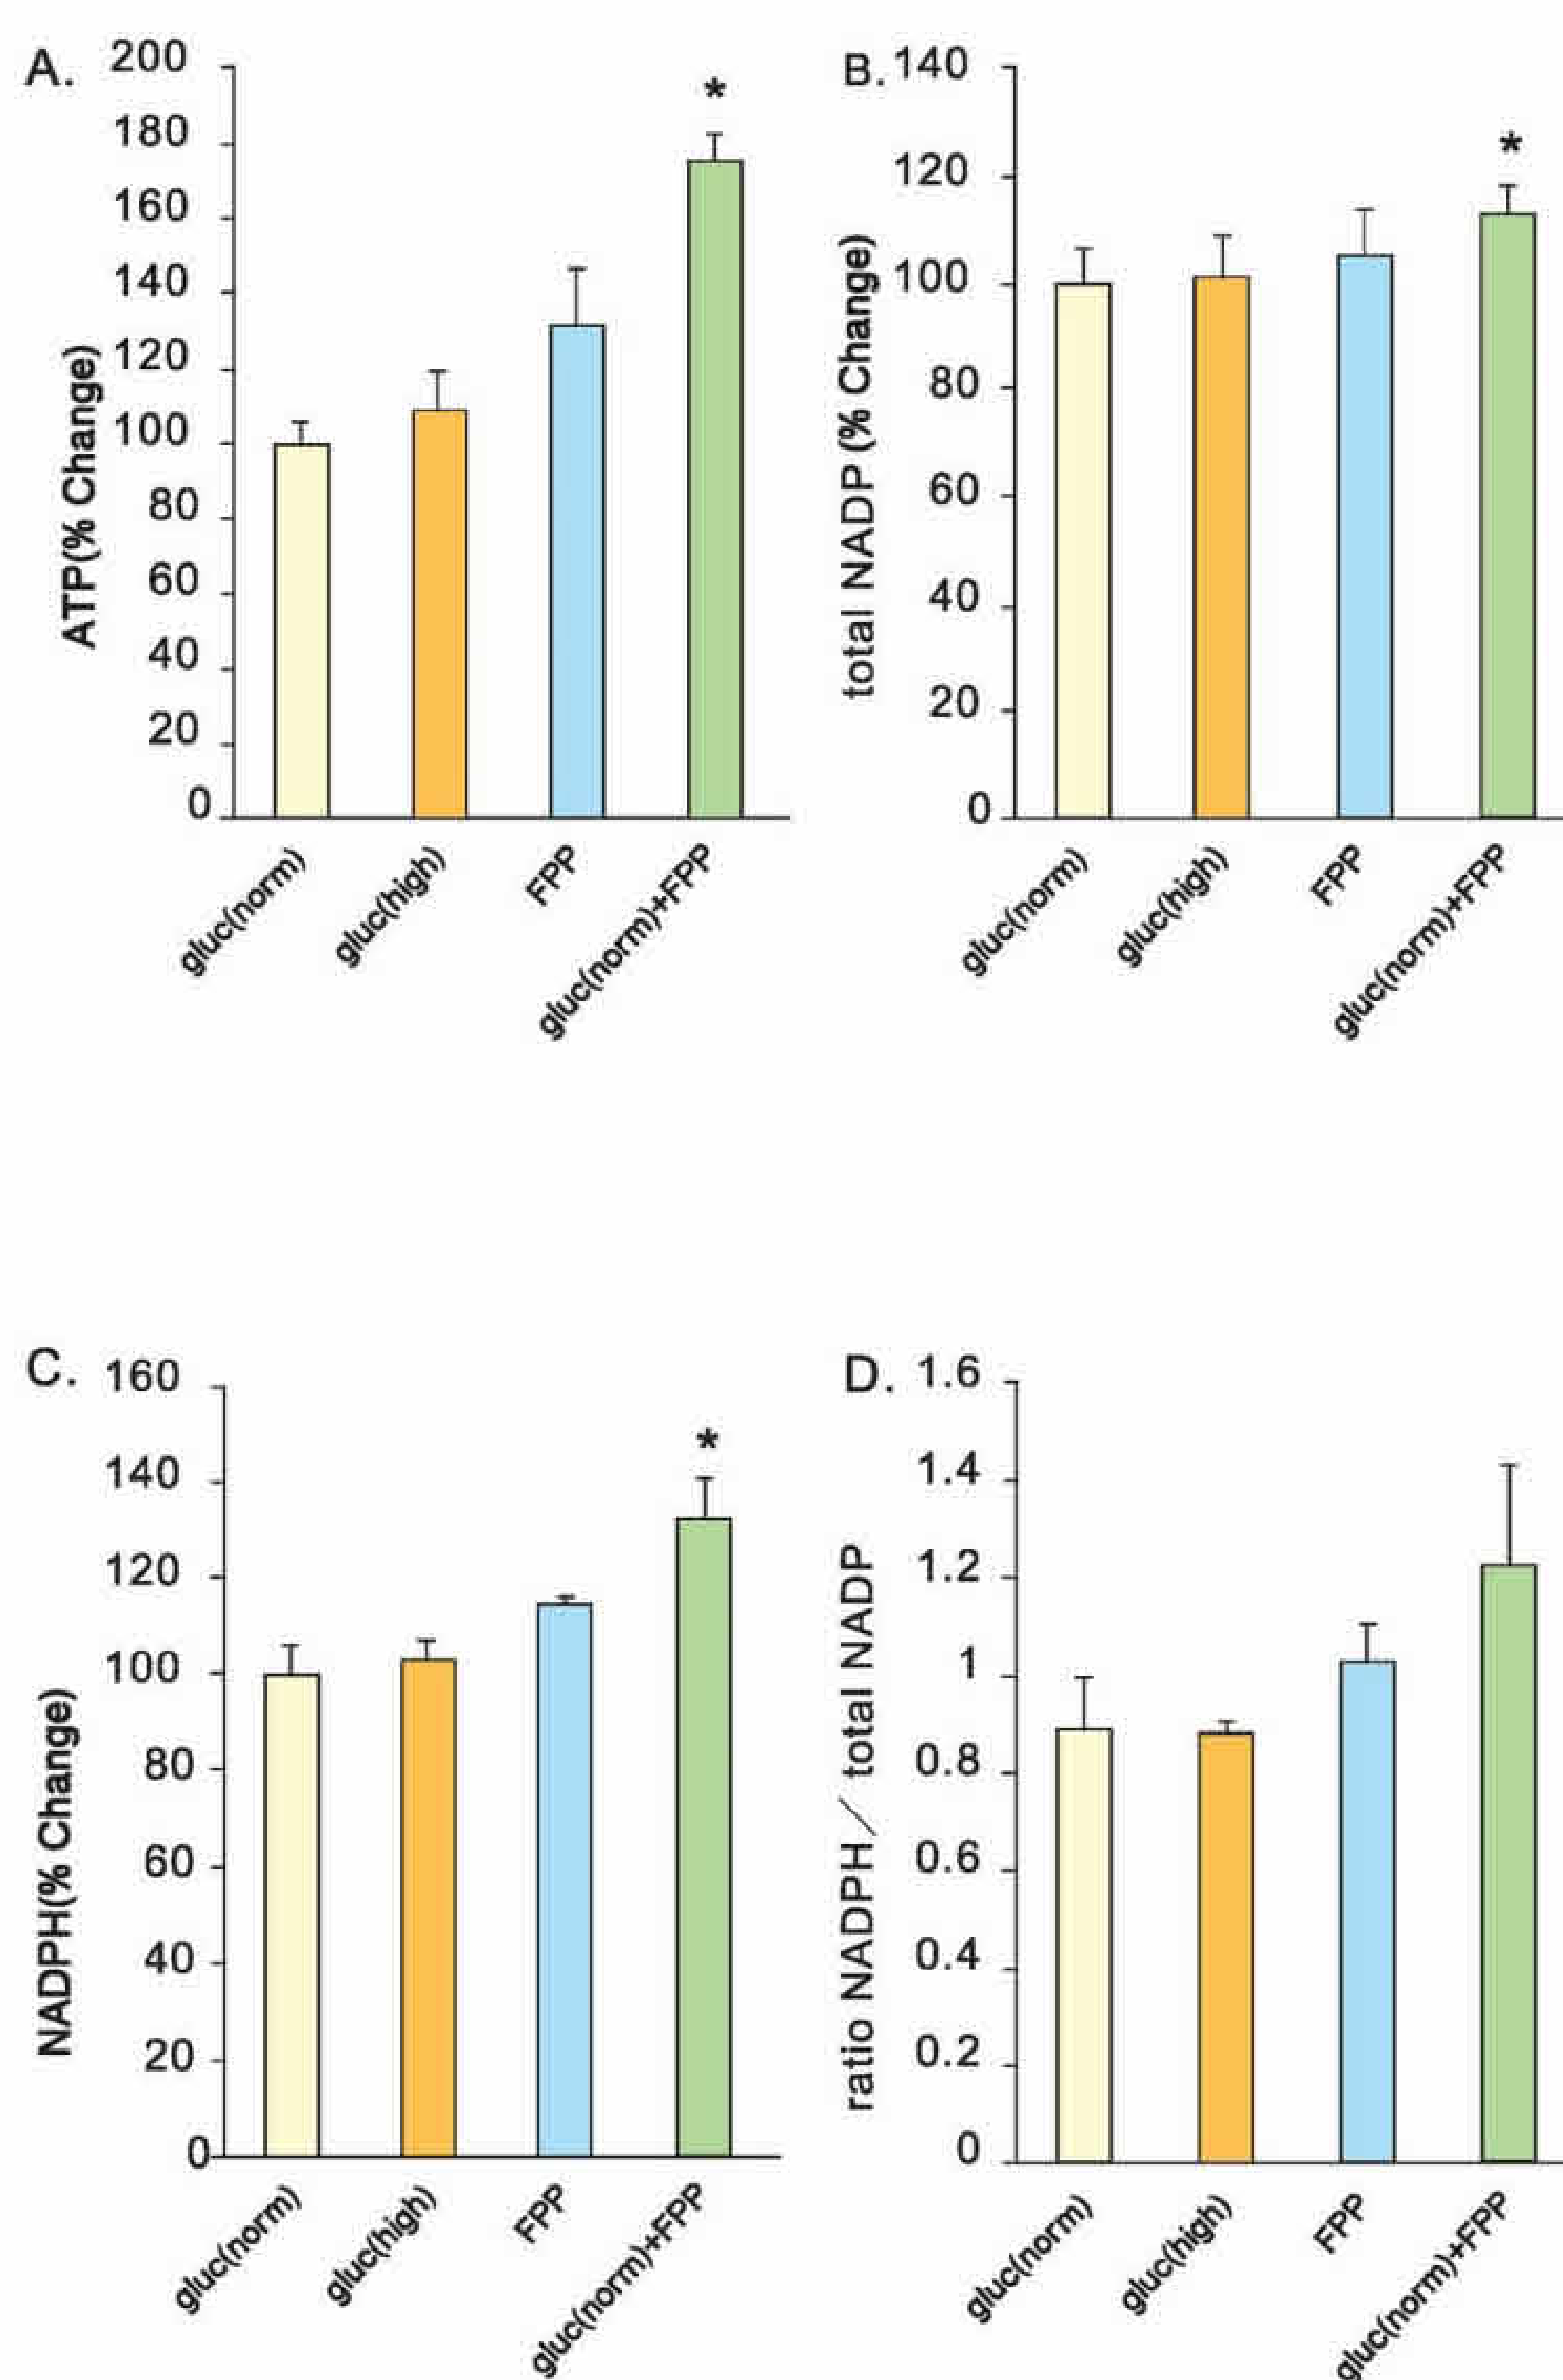 A.
200
180
160
140
120
100
80
60
40
20
0
ATP(% Change)
*
gluc(norm)
gluc(high)
FPP
gluc(norm)+FPP
B.
140
120
100
80
60
40
20
0
total NADP (% Change)
*
gluc(norm)
gluc(high)
FPP
gluc(norm)+FPP
C.
160
140
120
100
80
60
40
20
0
NADPH(% Change)
*
gluc(norm)
gluc(high)
FPP
gluc(norm)+FPP
D.
1.6
1.4
1.2
1
0.8
0.6
0.4
0.2
0
ratio NADPH/ total NADP
gluc(norm)
gluc(high)
FPP
gluc(norm)+FPP